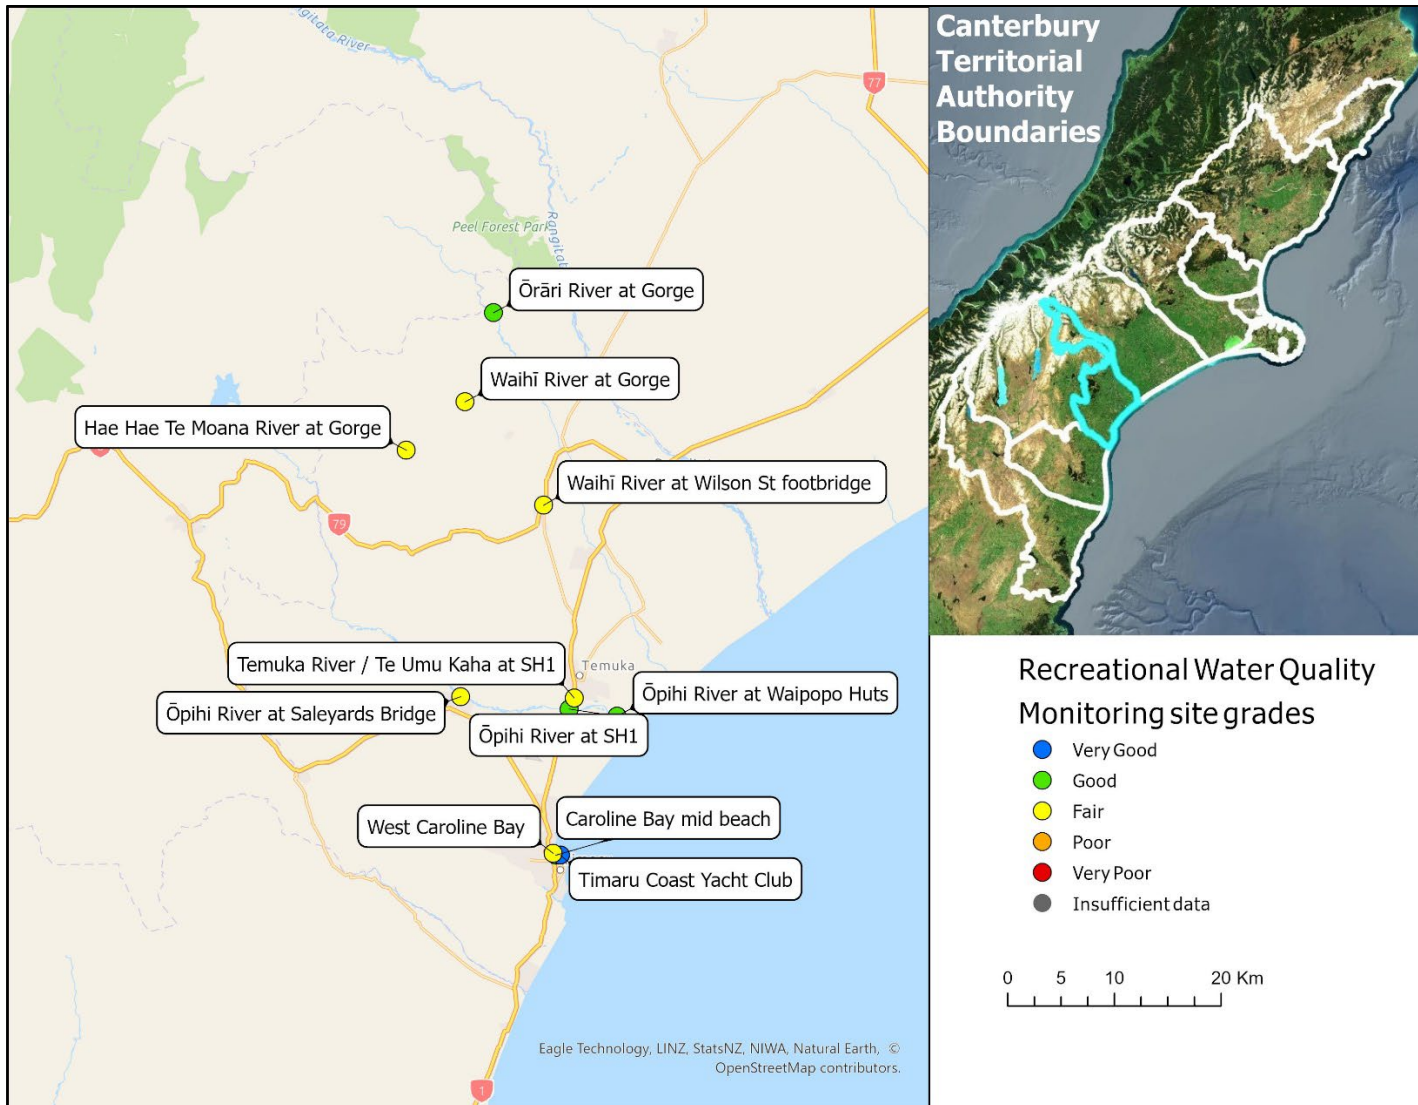 Rangitata River
77
Peel Forest Park
Ōrāri River at Gorge
Waihī River at Gorge
Hae Hae Te Moana River at Gorge
Waihī River at Wilson St footbridge
79
Temuka River / Te Umu Kaha at SH1
Temuka
Ōpihi River at Waipopo Huts
Ōpihi River at Saleyards Bridge
Ōpihi River at SH1
Caroline Bay mid beach
West Caroline Bay
Timaru Coast Yacht Club
Eagle Technology, LINZ, StatsNZ, NIWA, Natural Earth, ©
OpenStreetMap contributors.
1
Canterbury
Territorial
Authority
Boundaries
Recreational Water Quality
Monitoring site grades
Very Good
Good
Fair
Poor
Very Poor
Insufficient data
0 5 10 20 Km